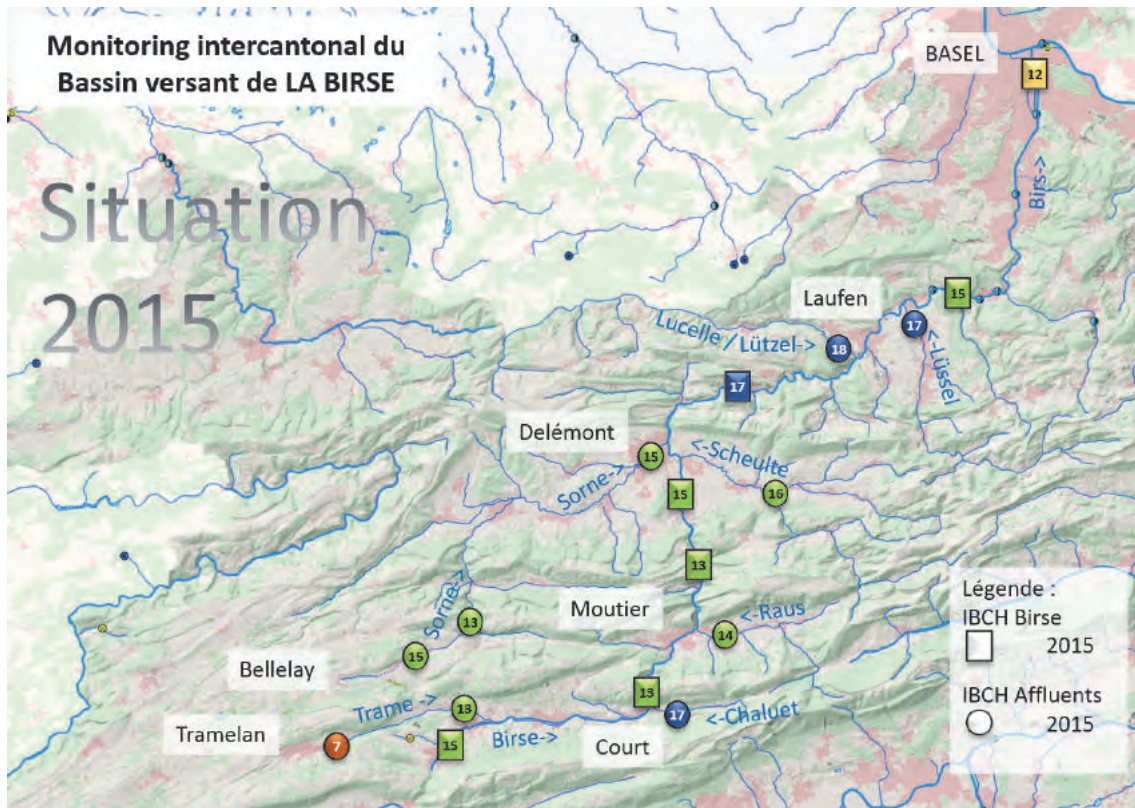 Monitoring intercantonal du
Bassin versant de LA BIRSE
BASEL
12
Birs->
Situation
2015
Laufen
15
17
Lucelle / Lützel->
18
<-Lüssel
17
Delémont
15
<-Scheulte
Sorne->
15
16
13
Moutier
Sorne->
13
<-Raus
14
15
Bellelay
13
Trame ->
13
17
<-Chaluet
Tramelan
7
15
Birse->
Court
Légende :
IBCH Birse
2015
IBCH Affluents
2015